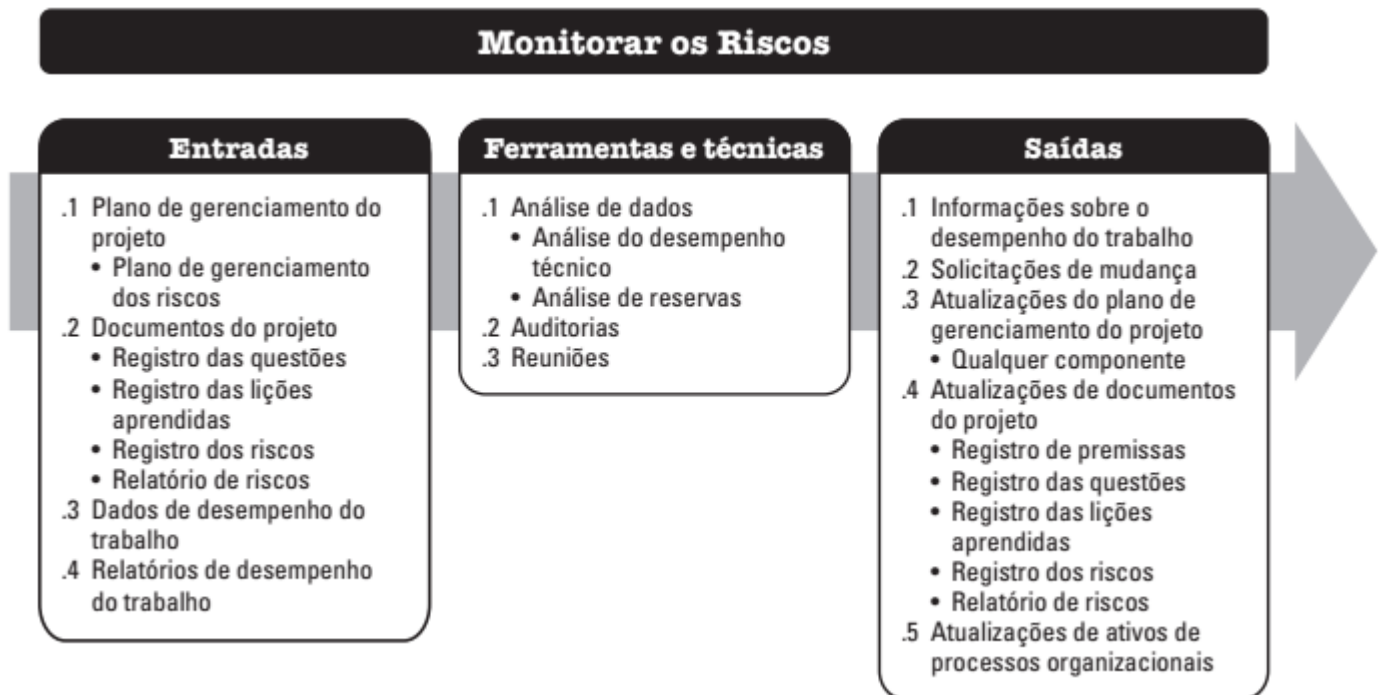 Monitorar os Riscos
Entradas
.1 Plano de gerenciamento do
projeto
• Plano de gerenciamento
dos riscos
.2 Documentos do projeto
• Registro das questões
• Registro das lições
aprendidas
• Registro dos riscos
• Relatório de riscos
.3 Dados de desempenho do
trabalho
.4 Relatórios de desempenho
do trabalho
Ferramentas e técnicas
.1 Análise de dados
• Análise do desempenho
técnico
• Análise de reservas
.2 Auditorias
.3 Reuniões
Saídas
.1 Informações sobre o
desempenho do trabalho
.2 Solicitações de mudança
.3 Atualizações do plano de
gerenciamento do projeto
• Qualquer componente
.4 Atualizações de documentos
do projeto
• Registro de premissas
• Registro das questões
• Registro das lições
aprendidas
• Registro dos riscos
• Relatório de riscos
.5 Atualizações de ativos de
processos organizacionais